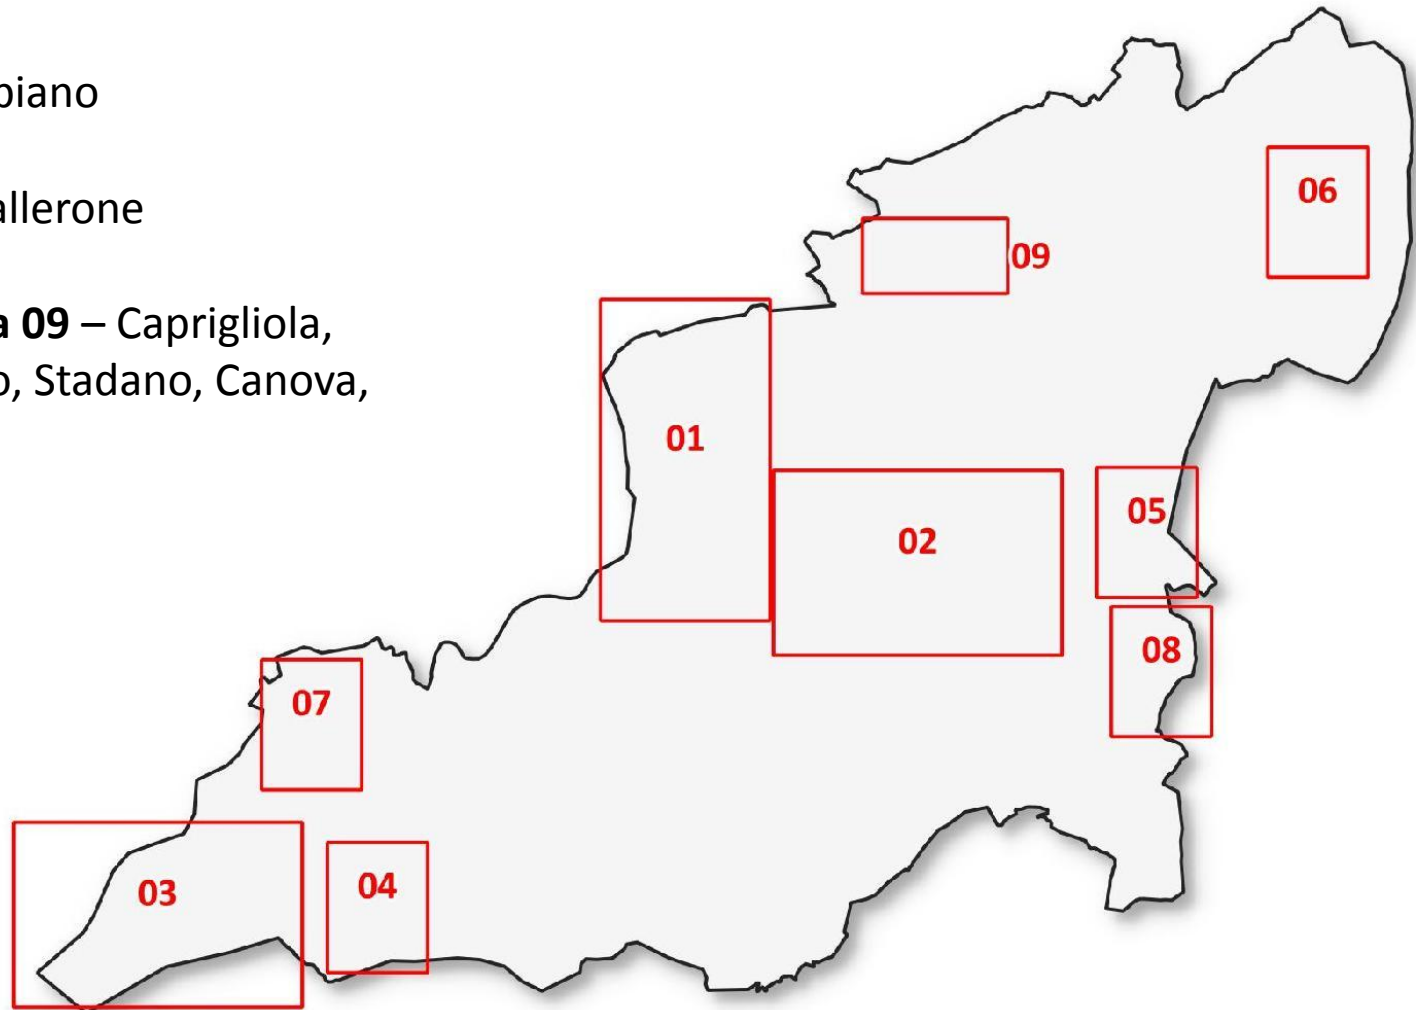 piano
allerone
a 09 – Caprigliola,
o, Stadano, Canova,
06
09
01
05
02
08
07
03
04